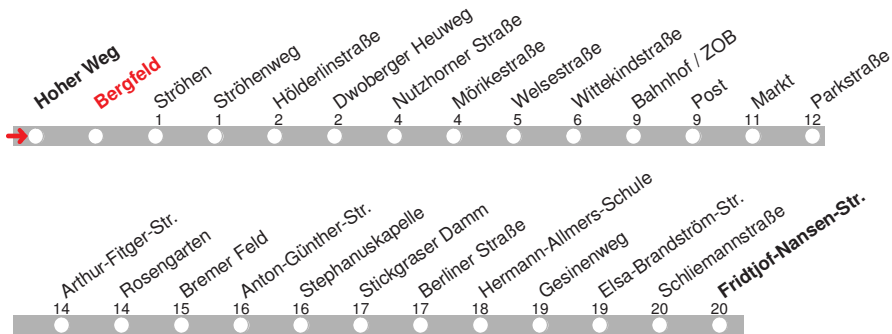 Hoher Weg
Bergfeld
Ströhen
Ströhenweg
Hölderlinstraße
Dwoberger Heuweg
Nutzhorner Straße
Mörikestraße
Welsestraße
Wittekindstraße
Bahnhof / ZOB
Post
Markt
Parkstraße
1 1 2 2 4 4 5 6 9 9 11 12
Arthur-Fitger-Str.
Rosengarten
Bremer Feld
Anton-Günther-Str.
Stephanuskapelle
Stickgraser Damm
Berliner Straße
Hermann-Allmers-Schule
Gesinenweg
Elsa-Brandström-Str.
Schliemannstraße
Fridtjof-Nansen-Str.
14 14 15 16 16 17 17 18 19 19 20 20